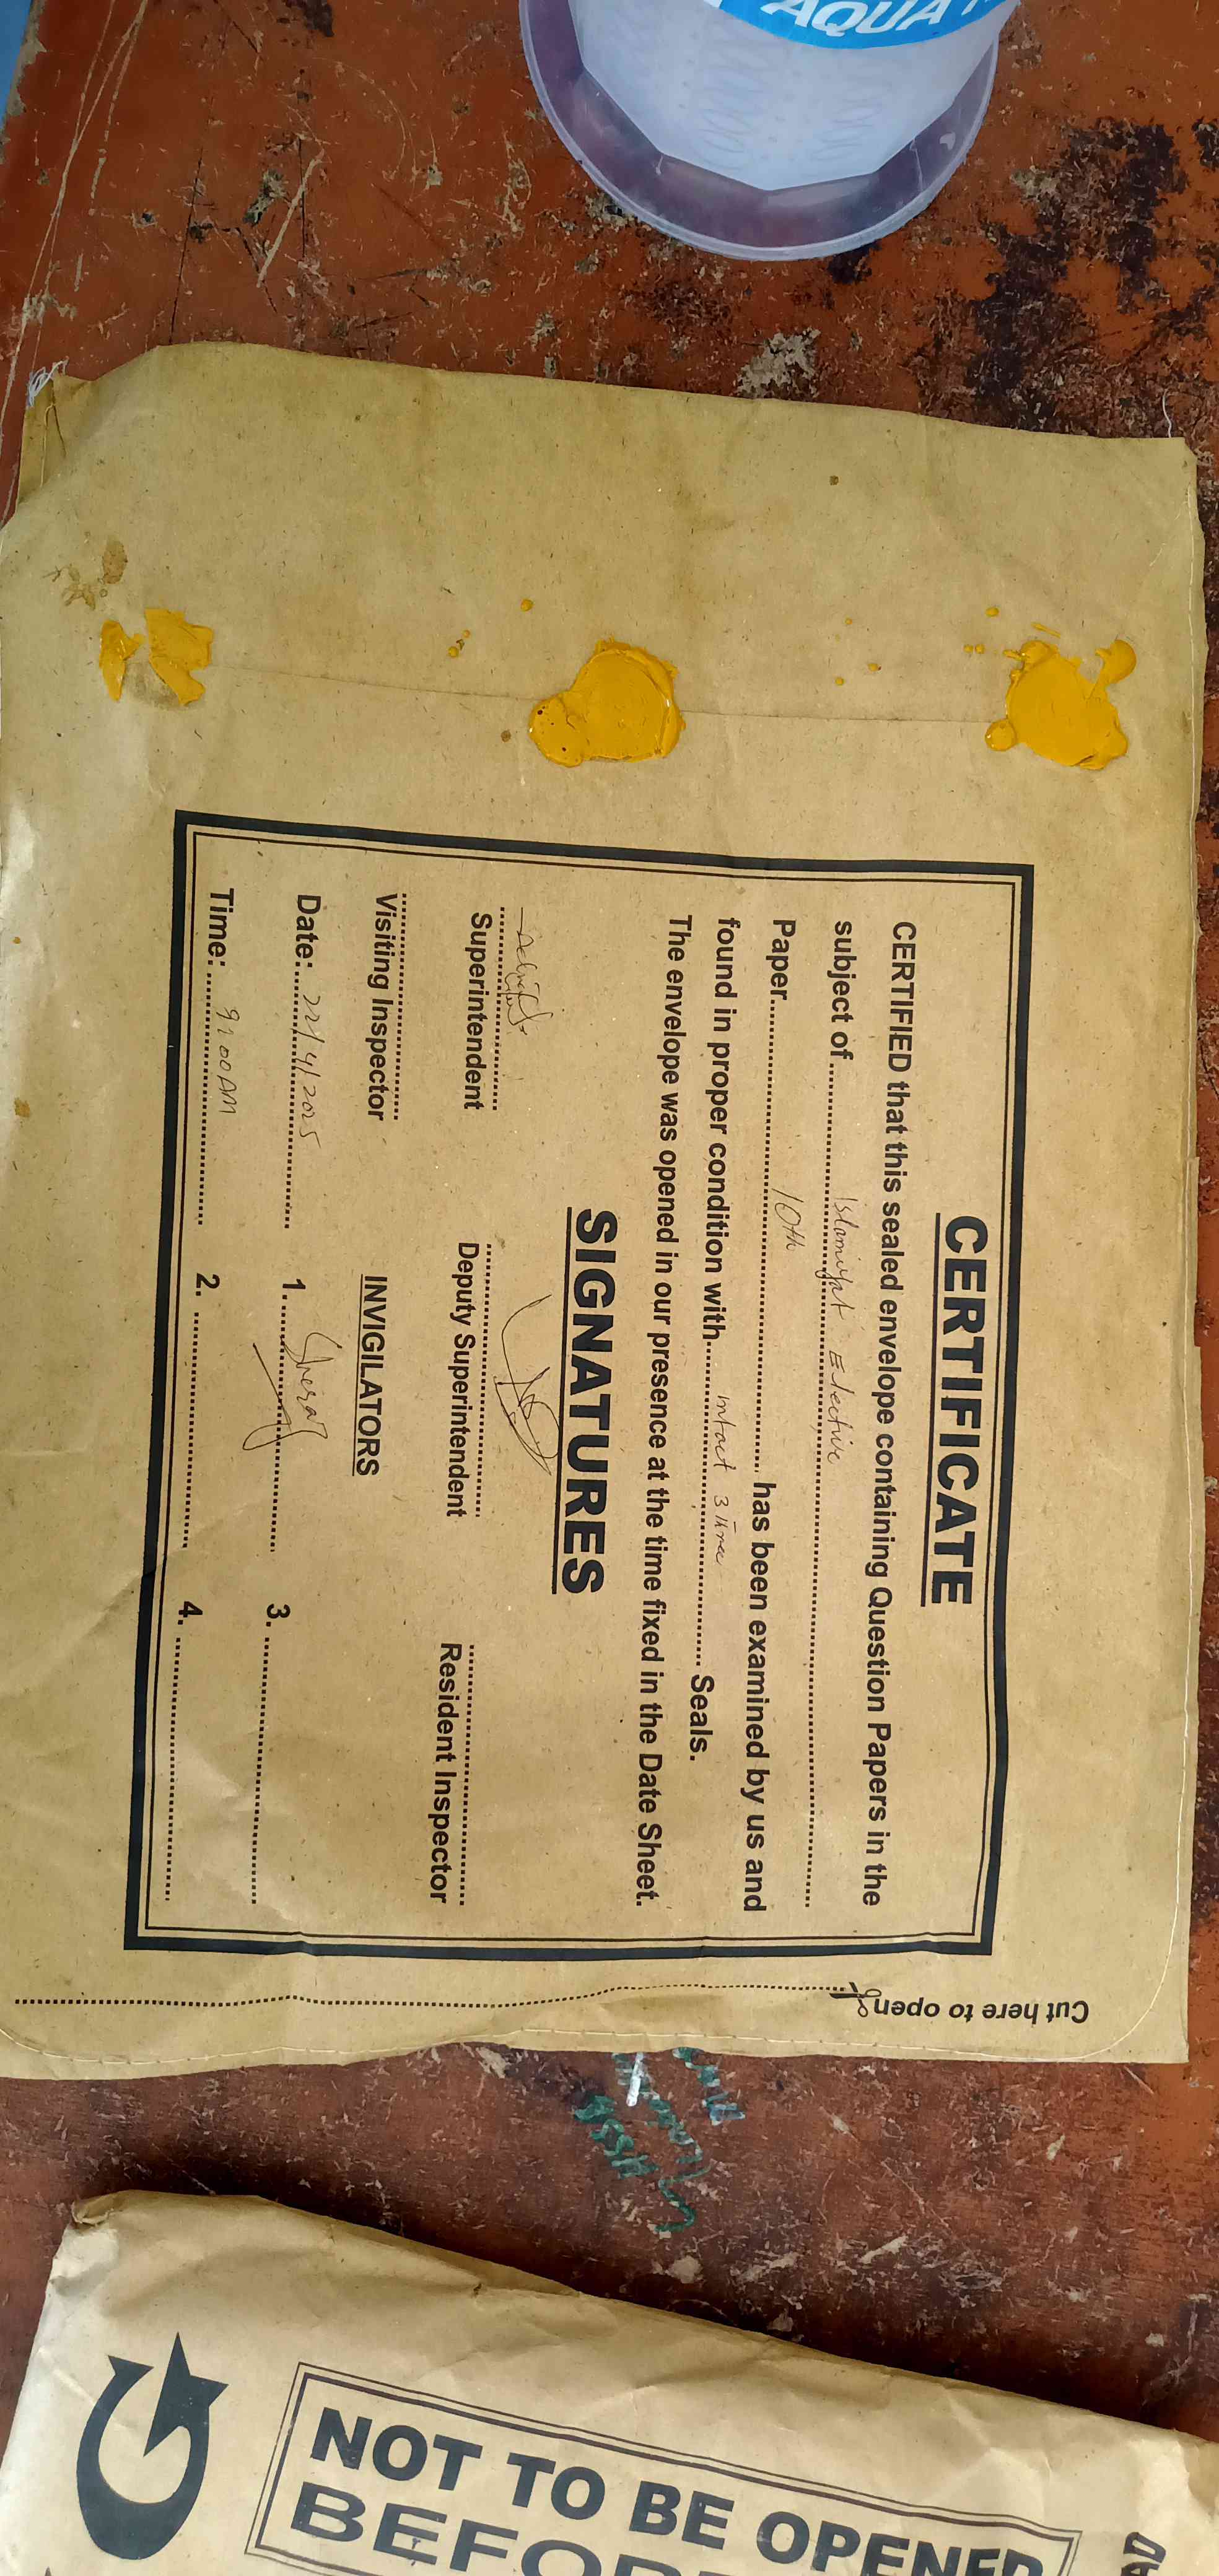 AQUA
CERTIFICATE
CERTIFIED that this sealed envelope containing Question Papers in the
subject of Elective
Paper 10th has been examined by us and
found in proper condition with intact 3 Seals.
The envelope was opened in our presence at the time fixed in the Date Sheet.
SIGNATURES
Superintendent Deputy Superintendent Resident Inspector
Visiting Inspector INVIGILATORS
Date: 22/4/2025 1. 3.
Time: 9:00 AM 2. 4.
Cut here to open
NOT TO BE OPENED